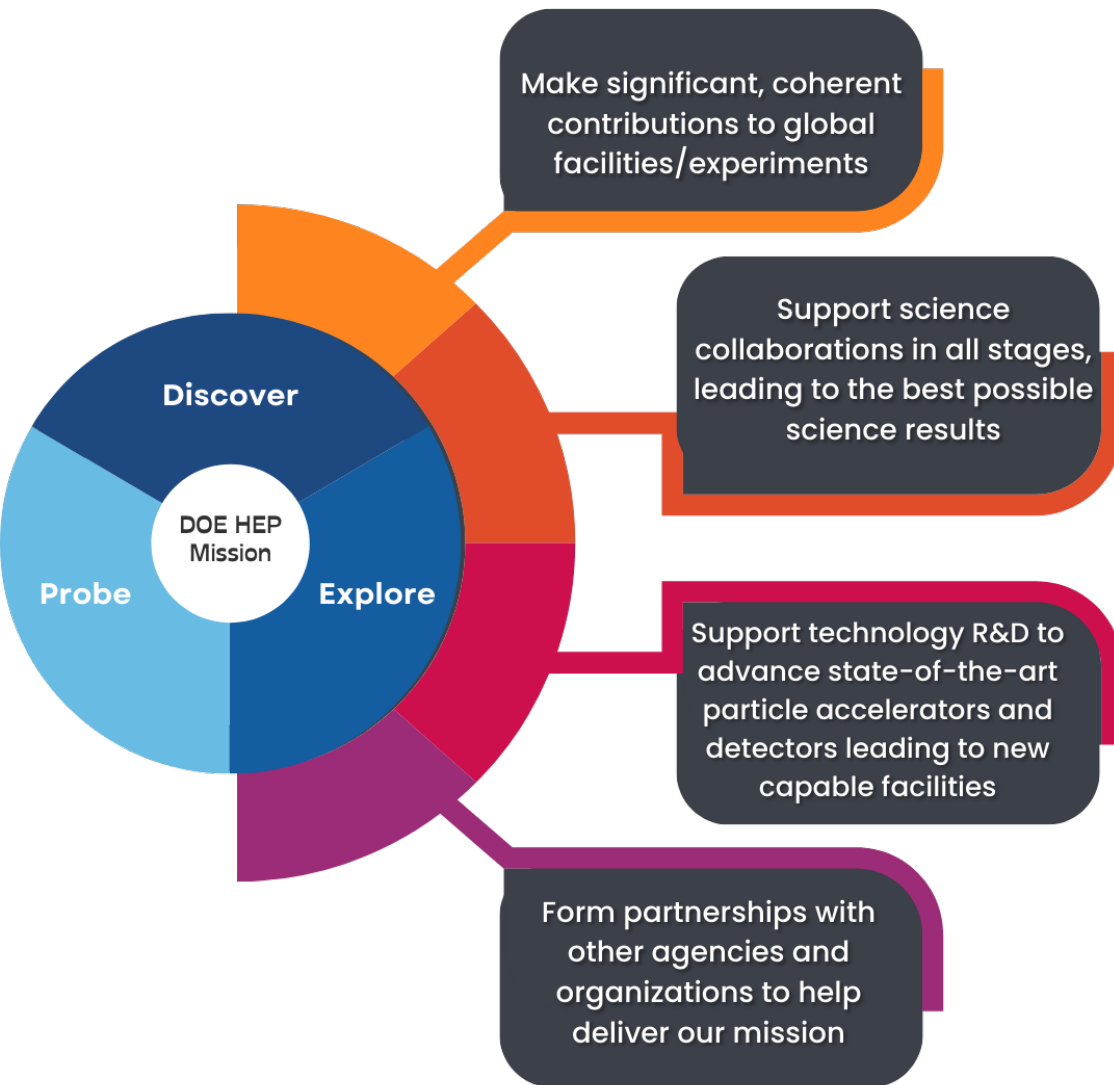 Make significant, coherent
contributions to global
facilities/experiments
Support science
collaborations in all stages,
leading to the best possible
science results
Discover
DOE HEP
Mission
Probe
Explore
Support technology R&D to
advance state-of-the-art
particle accelerators and
detectors leading to new
capable facilities
Form partnerships with
other agencies and
organizations to help
deliver our mission